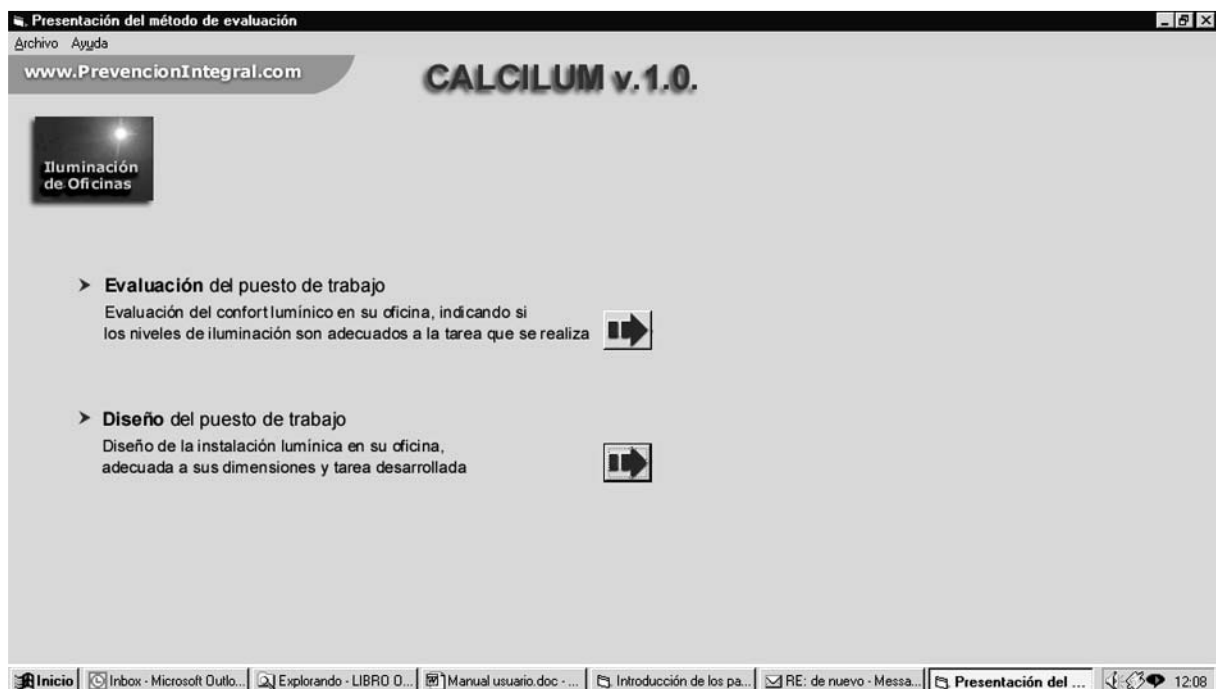 Presentación del método de evaluación
Archivo Ayuda
www.PrevencionIntegral.com
CALCILUM v.1.0.
Iluminación
de Oficinas
Evaluación del puesto de trabajo
Evaluación del confort lumínico en su oficina, indicando si
los niveles de iluminación son adecuados a la tarea que se realiza
Diseño del puesto de trabajo
Diseño de la instalación lumínica en su oficina,
adecuada a sus dimensiones y tarea desarrollada
Inicio Inbox - Microsoft Outlo... Explorando - LIBRO O... Manual usuario.doc - ... Introducción de los pa... RE: de nuevo - Messa... Presentación del ... 12:08